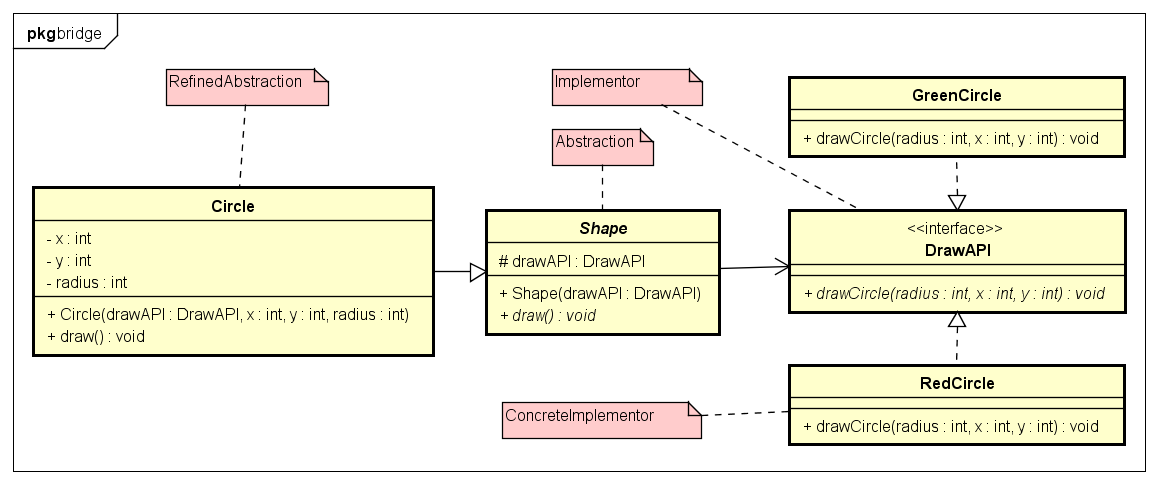 pkg bridge
RefinedAbstraction
Implementor
Abstraction
GreenCircle
+ drawCircle(radius : int, x : int, y : int) : void
Circle
- x : int
- y : int
- radius : int
+ Circle(drawAPI : DrawAPI, x : int, y : int, radius : int)
+ draw() : void
Shape
# drawAPI : DrawAPI
+ Shape(drawAPI : DrawAPI)
+ draw() : void
<<interface>>
DrawAPI
+ drawCircle(radius : int, x : int, y : int) : void
RedCircle
+ drawCircle(radius : int, x : int, y : int) : void
ConcreteImplementor